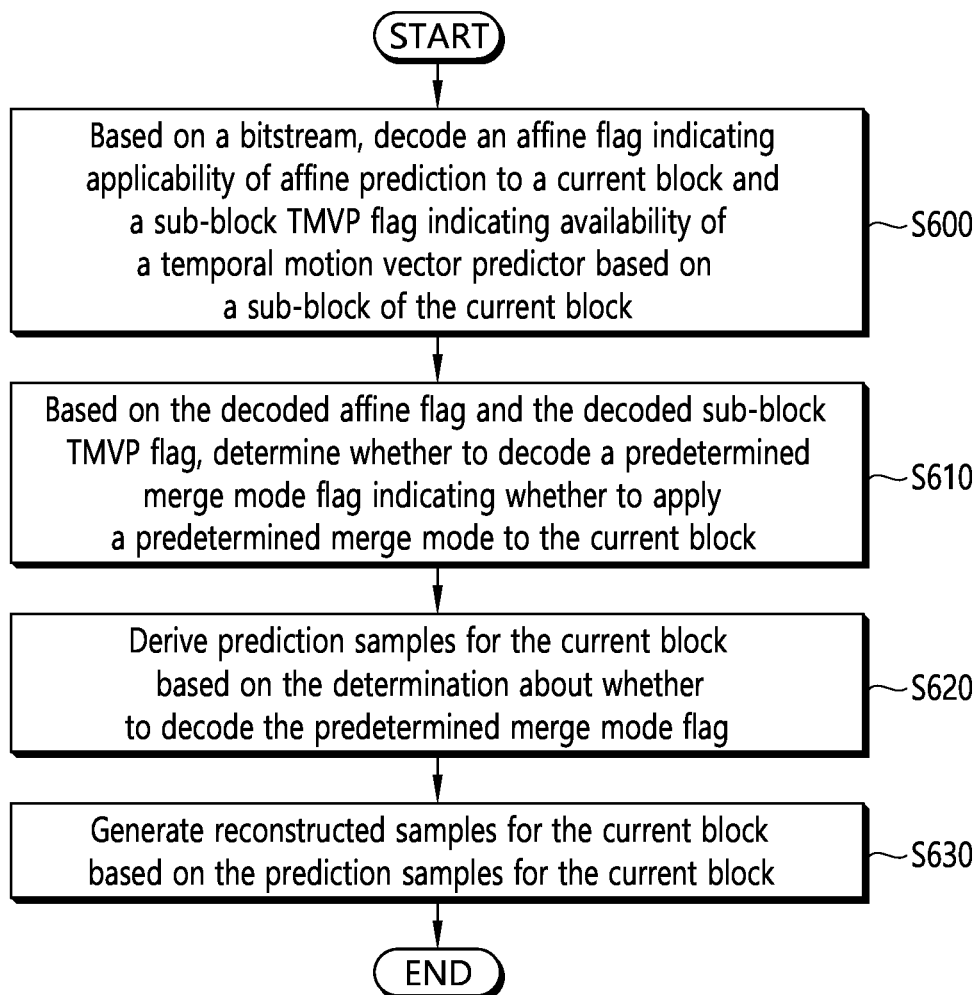 START
Based on a bitstream, decode an affine flag indicating
applicability of affine prediction to a current block and
a sub-block TMVP flag indicating availability of
a temporal motion vector predictor based on
a sub-block of the current block
S600
Based on the decoded affine flag and the decoded sub-block
TMVP flag, determine whether to decode a predetermined
merge mode flag indicating whether to apply
a predetermined merge mode to the current block
S610
Derive prediction samples for the current block
based on the determination about whether
to decode the predetermined merge mode flag
S620
Generate reconstructed samples for the current block
based on the prediction samples for the current block
S630
END